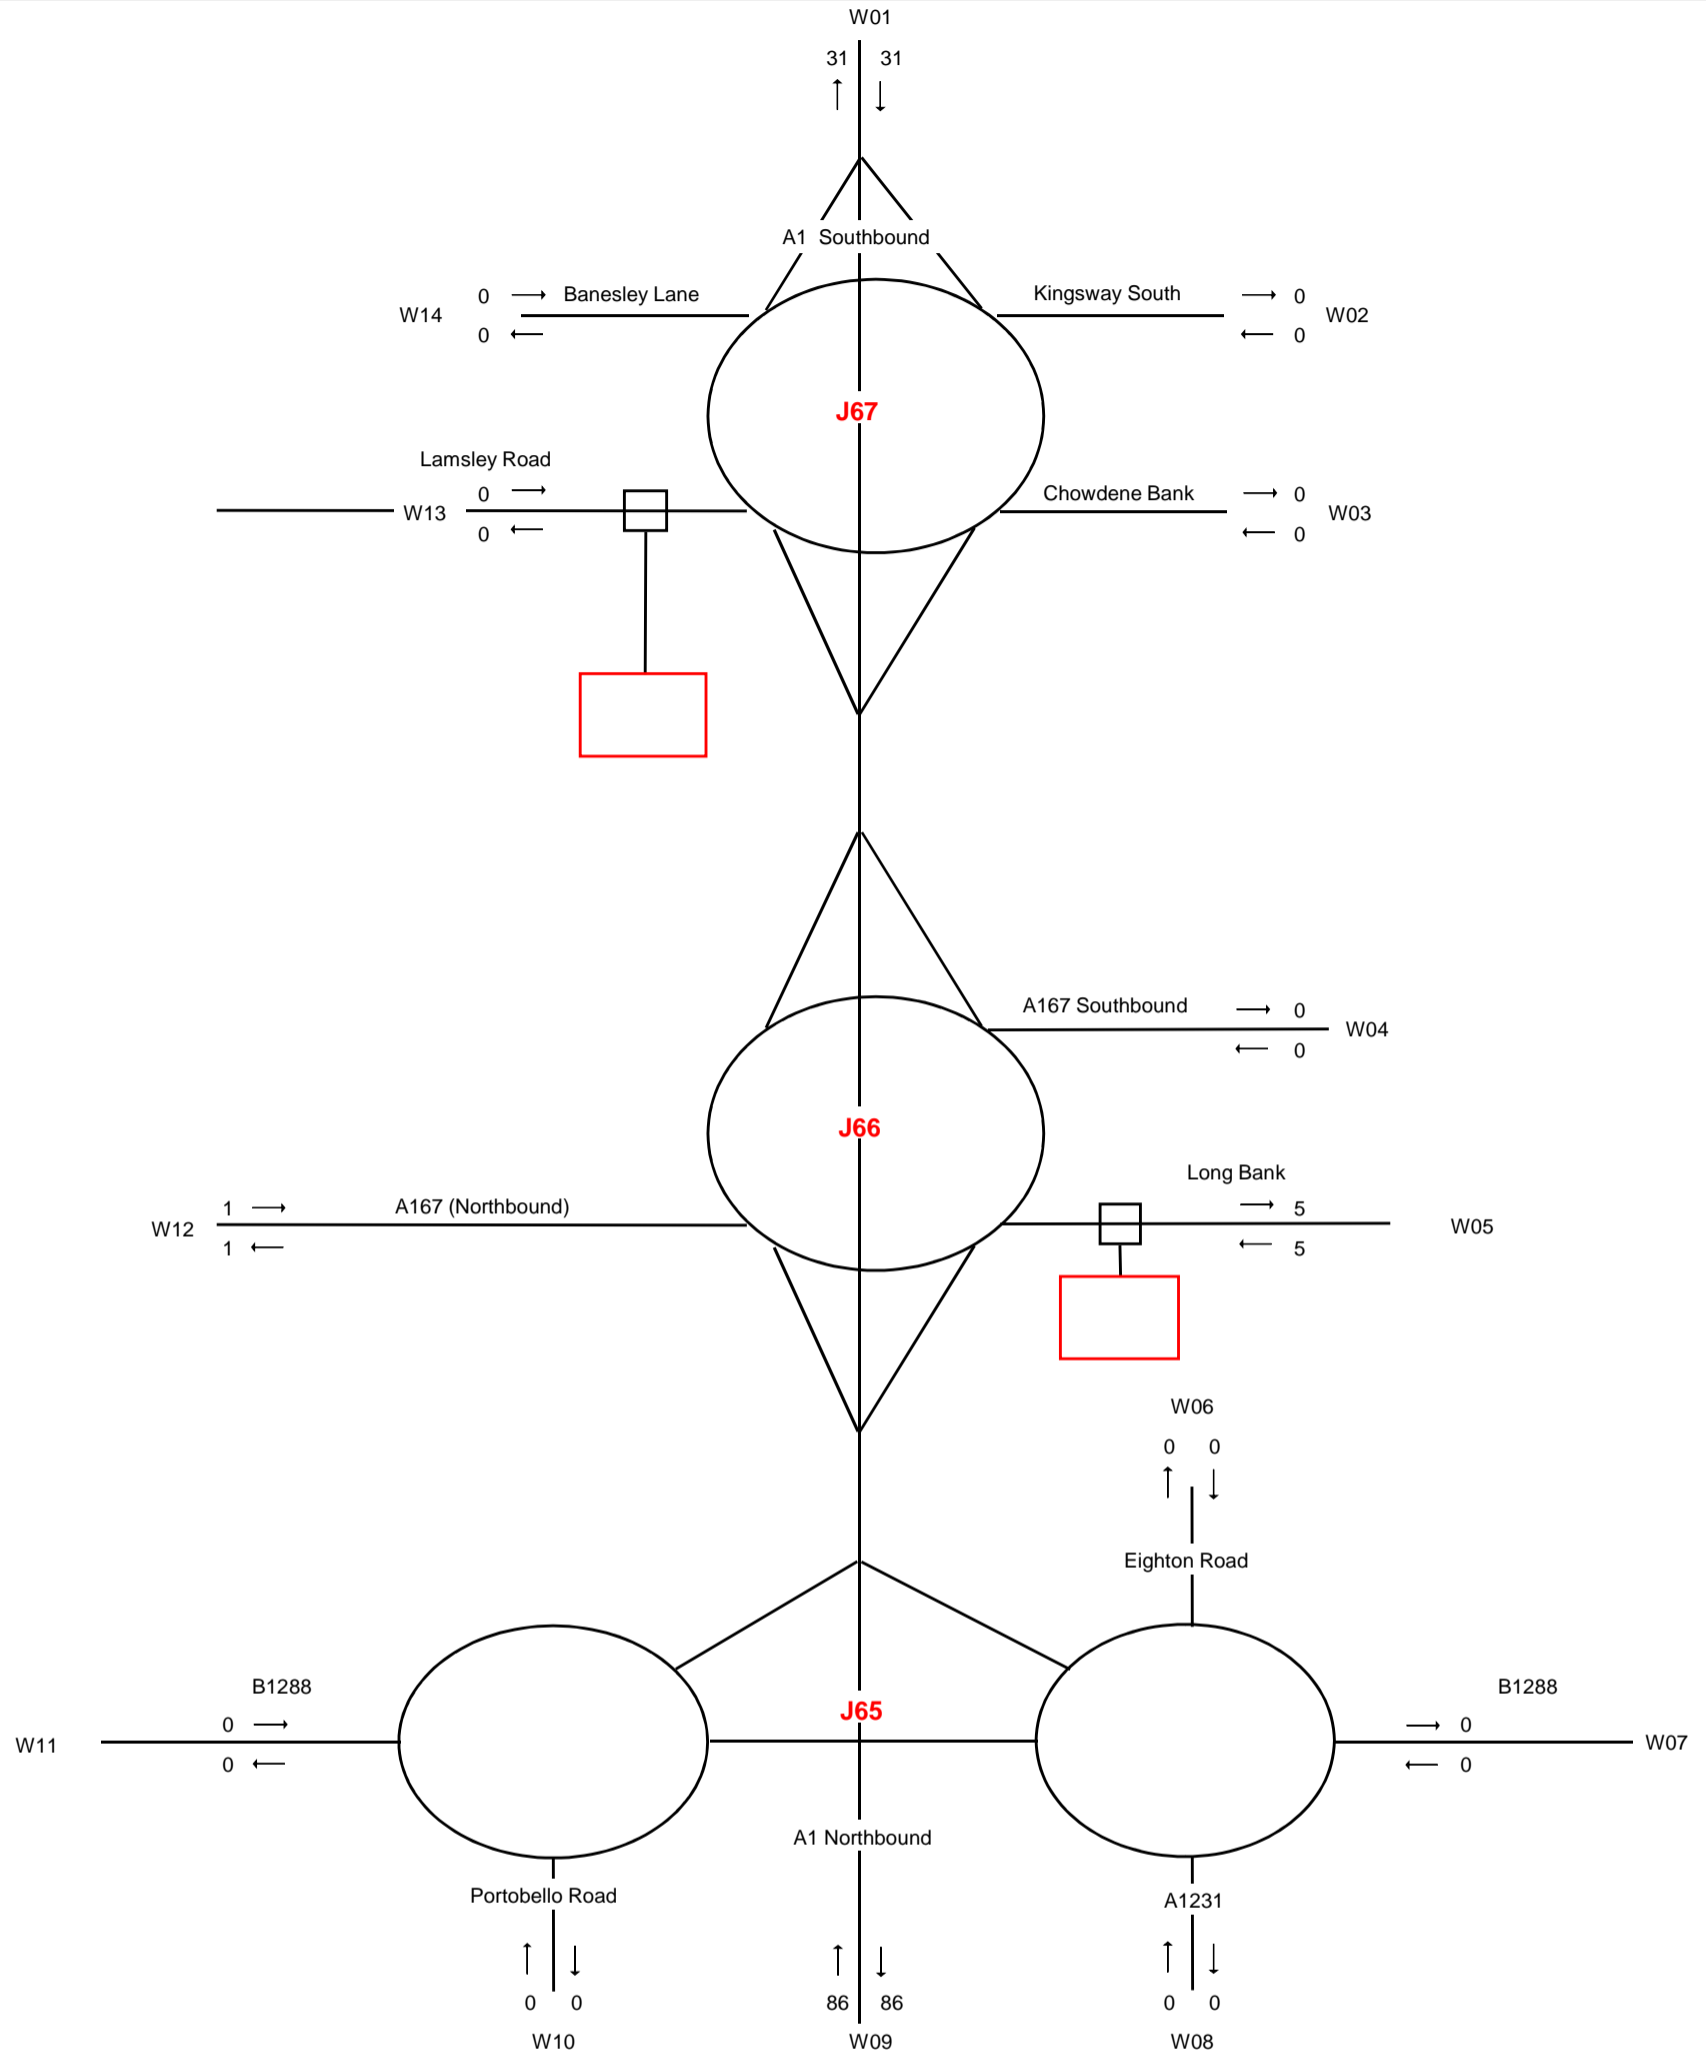 W01
31 31
A1 Southbound
0 Banesley Lane Kingsway South 0
W14 W02
0 0
J67
Lamsley Road
0 Chowdene Bank 0
W13 W03
0 0
A167 Southbound 0
W04
0
J66
Long Bank
1 A167 (Northbound) 5
W12 W05
1 5
W06
0 0
Eighton Road
B1288 B1288
J65
0 0
W11 W07
0 0
A1 Northbound
Portobello Road A1231
0 0 86 86 0 0
W10 W09 W08